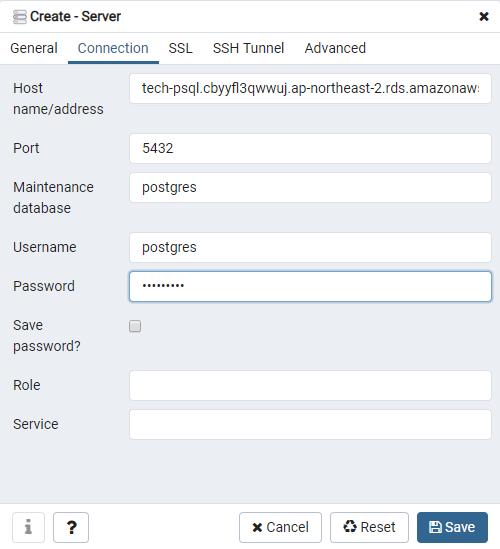 Create - Server
General Connection SSL SSH Tunnel Advanced
Host name/address tech-psql.cbyyfl3qwwuj.ap-northeast-2.rds.amazonaws
Port 5432
Maintenance database postgres
Username postgres
Password •••••••••
Save password?
Role
Service
i ? Cancel Reset Save